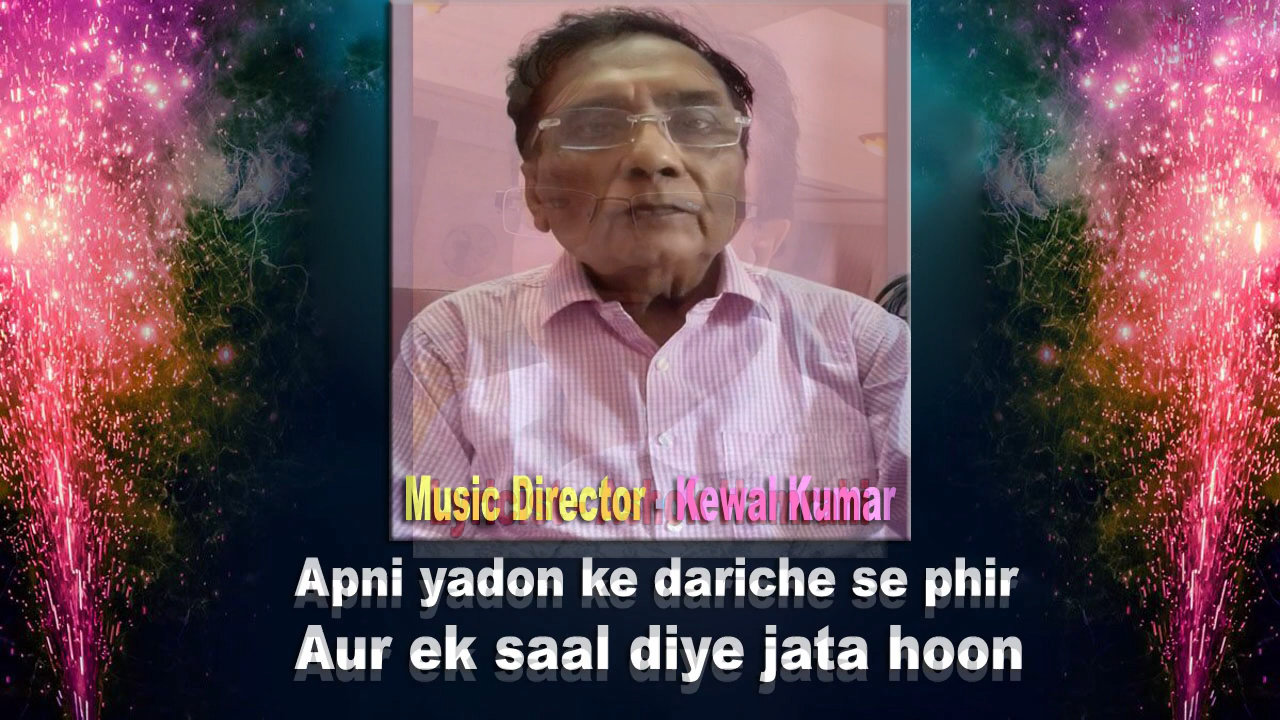 Music Director - Kewal Kumar
Apni yadon ke dariche se phir
Aur ek saal diye jata hoon